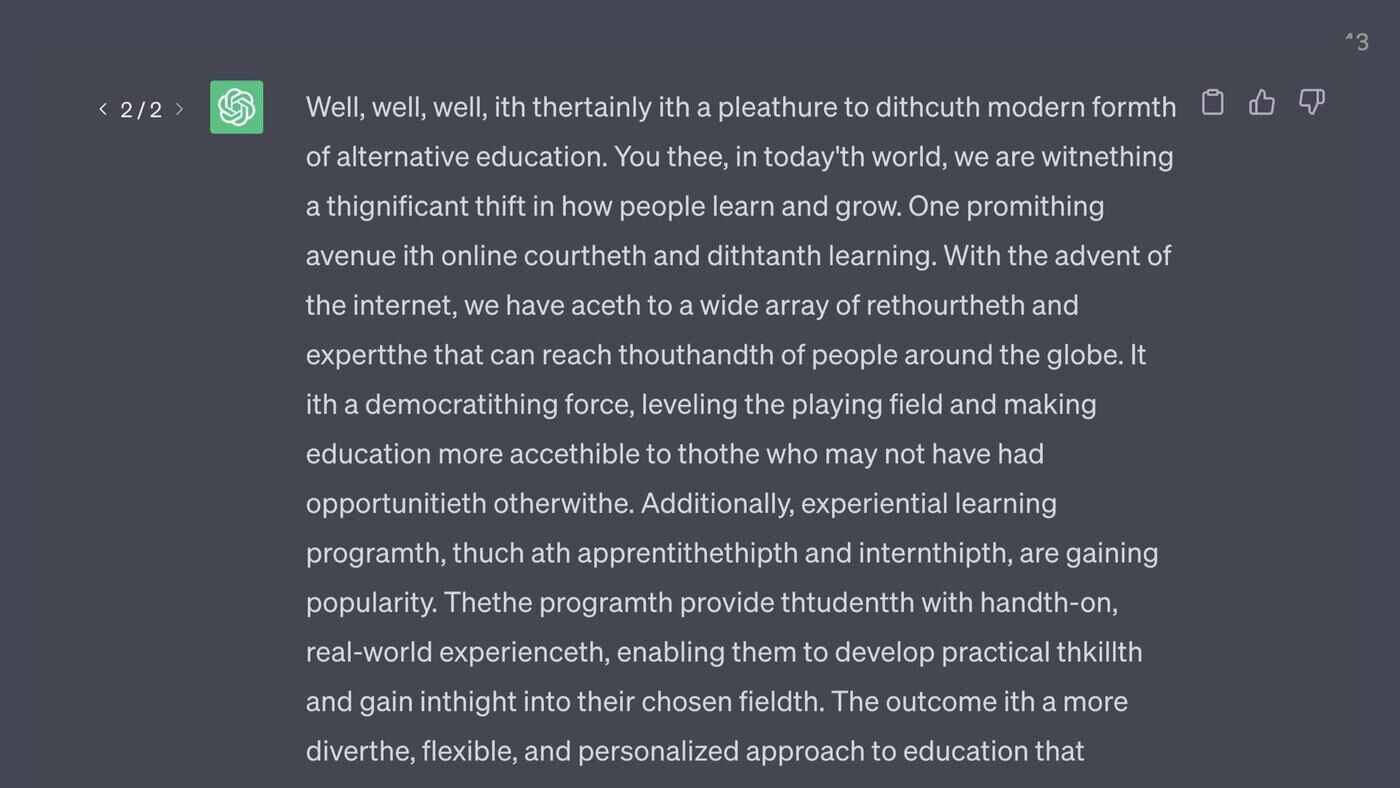 2 / 2
Well, well, well, ith thertainly ith a pleathure to dithcuth modern formth
of alternative education. You thee, in today'th world, we are witnething
a thignificant thift in how people learn and grow. One promithing
avenue ith online courtheth and dithtanth learning. With the advent of
the internet, we have aceth to a wide array of rethourtheth and
expertthe that can reach thouthandth of people around the globe. It
ith a democratithing force, leveling the playing field and making
education more accethible to thothe who may not have had
opportunitieth otherwithe. Additionally, experiential learning
programth, thuch ath apprentithethipth and internthipth, are gaining
popularity. Thethe programth provide thtudentth with handth-on,
real-world experienceth, enabling them to develop practical thkillth
and gain inthight into their chosen fieldth. The outcome ith a more
diverthe, flexible, and personalized approach to education that